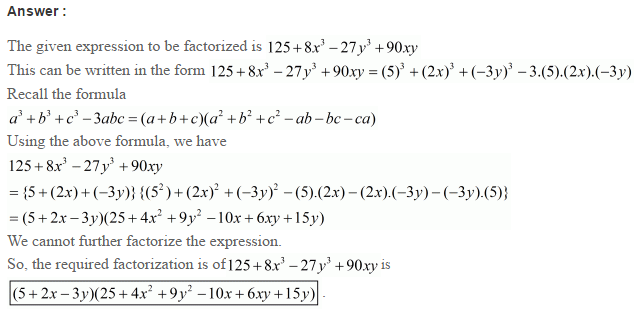 Answer :
The given expression to be factorized is 125+8x³−27y³+90xy
This can be written in the form 125+8x³−27y³+90xy=(5)³+(2x)³+(−3y)³−3.(5).(2x).(−3y)
Recall the formula
a³+b³+c³−3abc=(a+b+c)(a²+b²+c²−ab−bc−ca)
Using the above formula, we have
125+8x³−27y³+90xy
={5+(2x)+(−3y)}{(5²)+(2x)²+(−3y)²−(5).(2x)−(2x).(−3y)−(−3y).(5)}
=(5+2x−3y)(25+4x²+9y²−10x+6xy+15y)
We cannot further factorize the expression.
So, the required factorization is of 125+8x³−27y³+90xy is
(5+2x−3y)(25+4x²+9y²−10x+6xy+15y) .